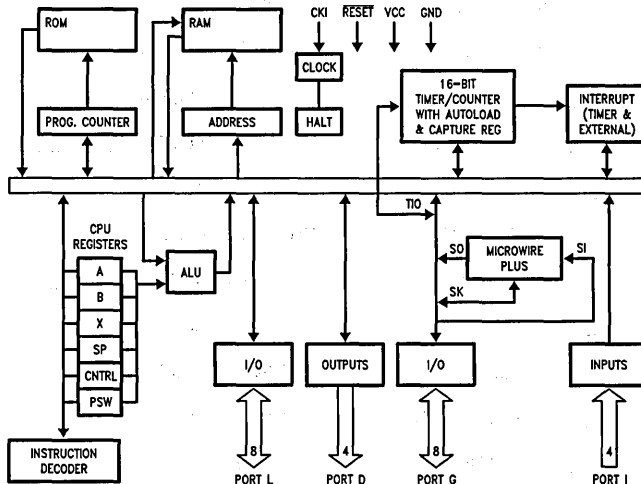 CKI RESET VCC GND
ROM
RAM
CLOCK
HALT
PROG. COUNTER
ADDRESS
16-BIT
TIMER/COUNTER
WITH AUTOLOAD
& CAPTURE REG
INTERRUPT
(TIMER &
EXTERNAL)
TIO
CPU
REGISTERS
A
B
X
SP
CNTRL
PSW
ALU
SO
MICROWIRE
PLUS
SI
SK
I/O
OUTPUTS
I/O
INPUTS
INSTRUCTION
DECODER
8
4
8
4
PORT L
PORT D
PORT G
PORT I